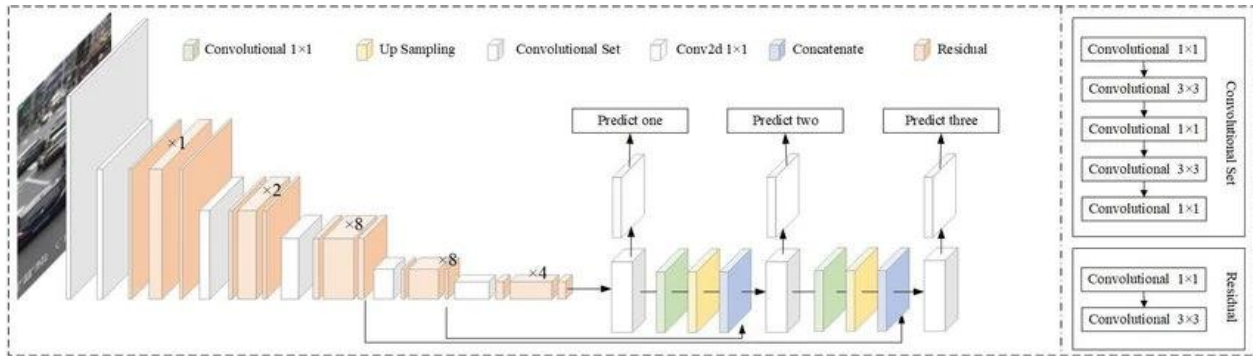 Convolutional 1×1
Up Sampling
Convolutional Set
Conv2d 1×1
Concatenate
Residual
×1
×2
×8
×8
×4
Predict one
Predict two
Predict three
Convolutional 1×1
Convolutional 3×3
Convolutional 1×1
Convolutional 3×3
Convolutional 1×1
Convolutional Set
Convolutional 1×1
Convolutional 3×3
Residual